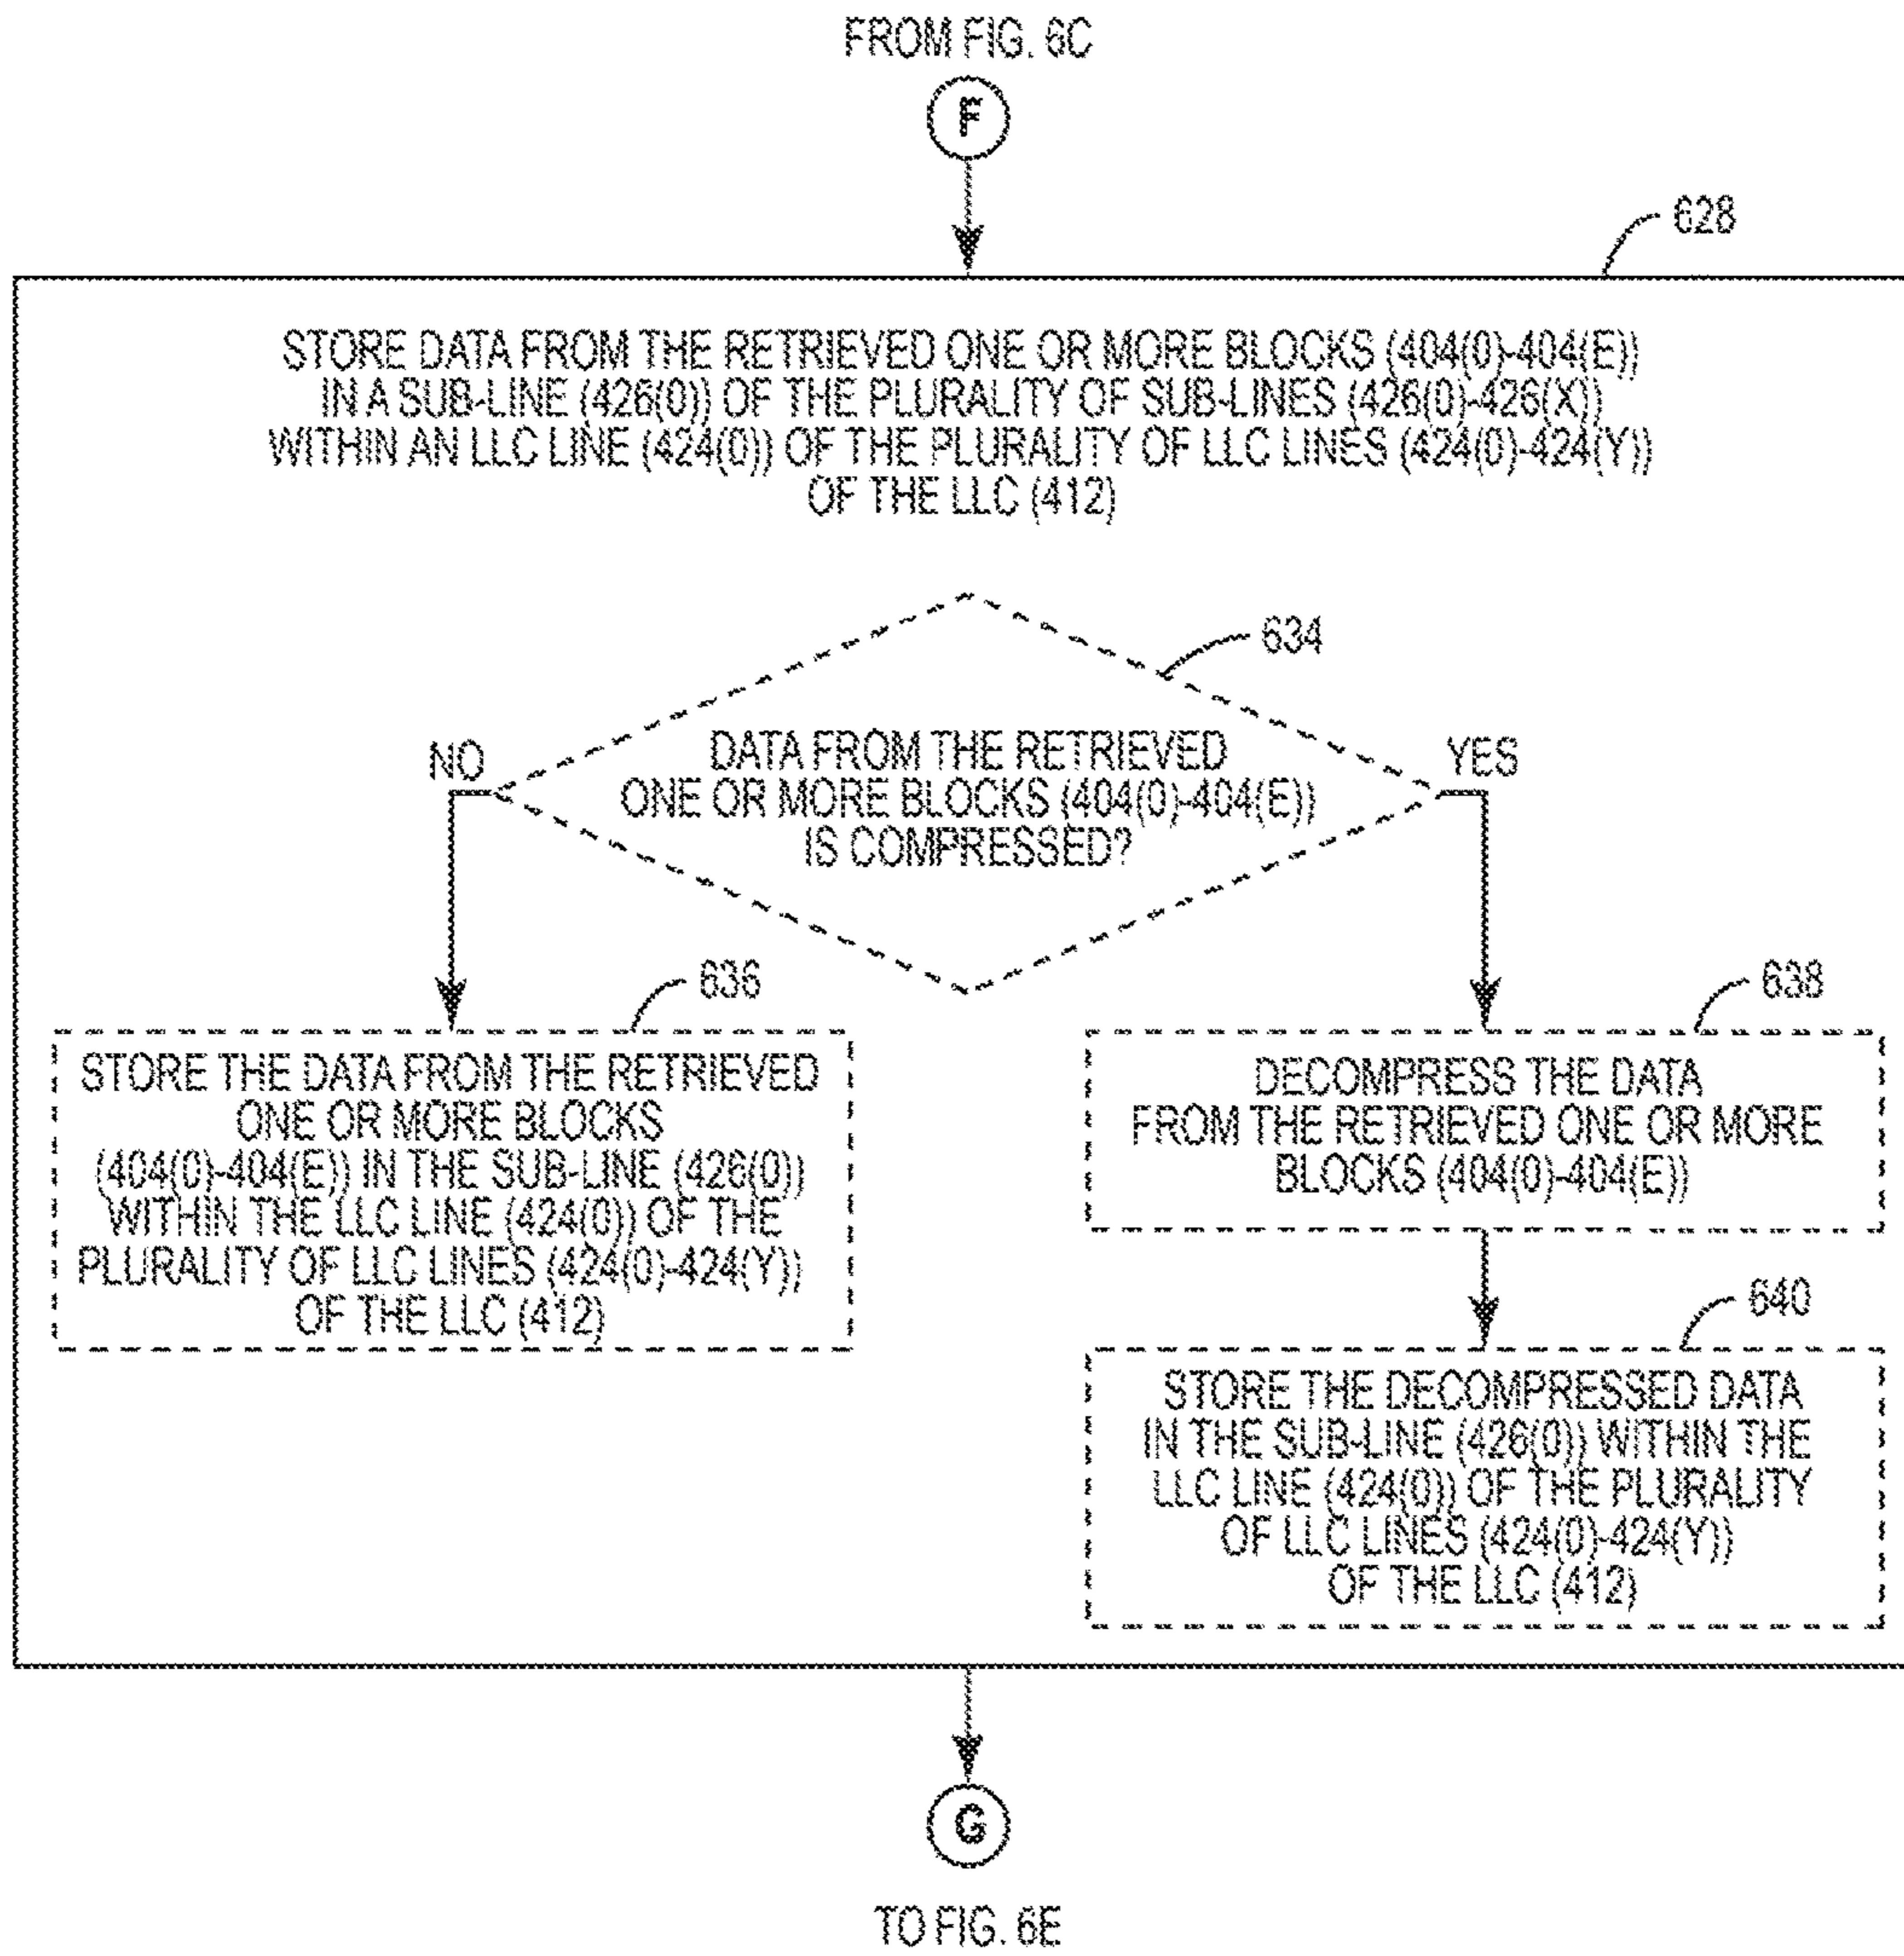 FROM FIG. 6C
F
628
STORE DATA FROM THE RETRIEVED ONE OR MORE BLOCKS (404(0)-404(E))
IN A SUB-LINE (426(0)) OF THE PLURALITY OF SUB-LINES (426(0)-426(X))
WITHIN AN LLC LINE (424(0)) OF THE PLURALITY OF LLC LINES (424(0)-424(Y))
OF THE LLC (412)
634
NO
DATA FROM THE RETRIEVED
ONE OR MORE BLOCKS (404(0)-404(E))
IS COMPRESSED?
YES
636
STORE THE DATA FROM THE RETRIEVED
ONE OR MORE BLOCKS
(404(0)-404(E)) IN THE SUB-LINE (426(0))
WITHIN THE LLC LINE (424(0)) OF THE
PLURALITY OF LLC LINES (424(0)-424(Y))
OF THE LLC (412)
638
DECOMPRESS THE DATA
FROM THE RETRIEVED ONE OR MORE
BLOCKS (404(0)-404(E))
640
STORE THE DECOMPRESSED DATA
IN THE SUB-LINE (426(0)) WITHIN THE
LLC LINE (424(0)) OF THE PLURALITY
OF LLC LINES (424(0)-424(Y))
OF THE LLC (412)
G
TO FIG. 6E